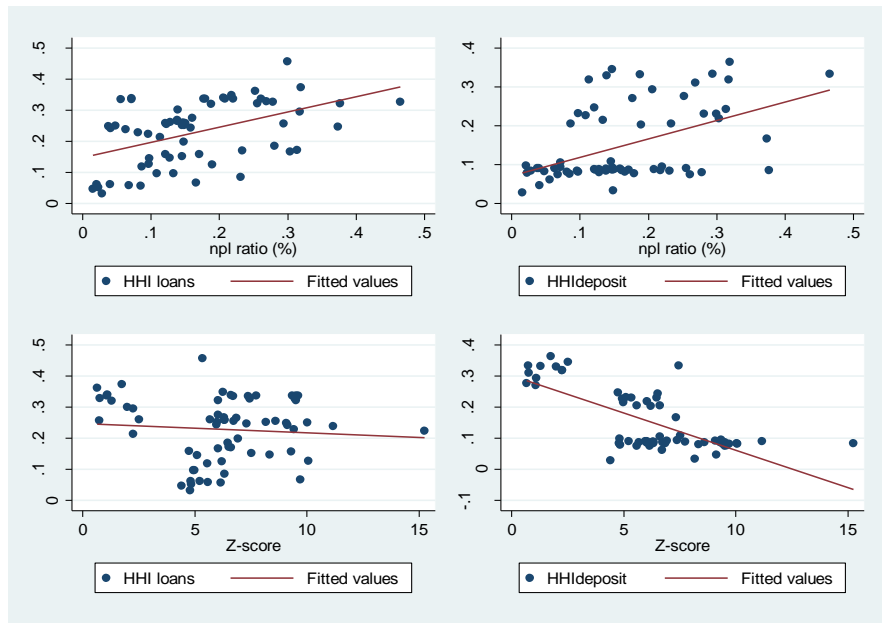 .5
.4
.3
.2
.1
0
0 .1 .2 .3 .4 .5
npl ratio (%)
HHI loans Fitted values
.4
.3
.2
.1
0
0 .1 .2 .3 .4 .5
npl ratio (%)
HHIdeposit Fitted values
.5
.4
.3
.2
.1
0
0 5 10 15
Z-score
HHI loans Fitted values
.4
.3
.2
.1
0
-.1
0 5 10 15
Z-score
HHIdeposit Fitted values